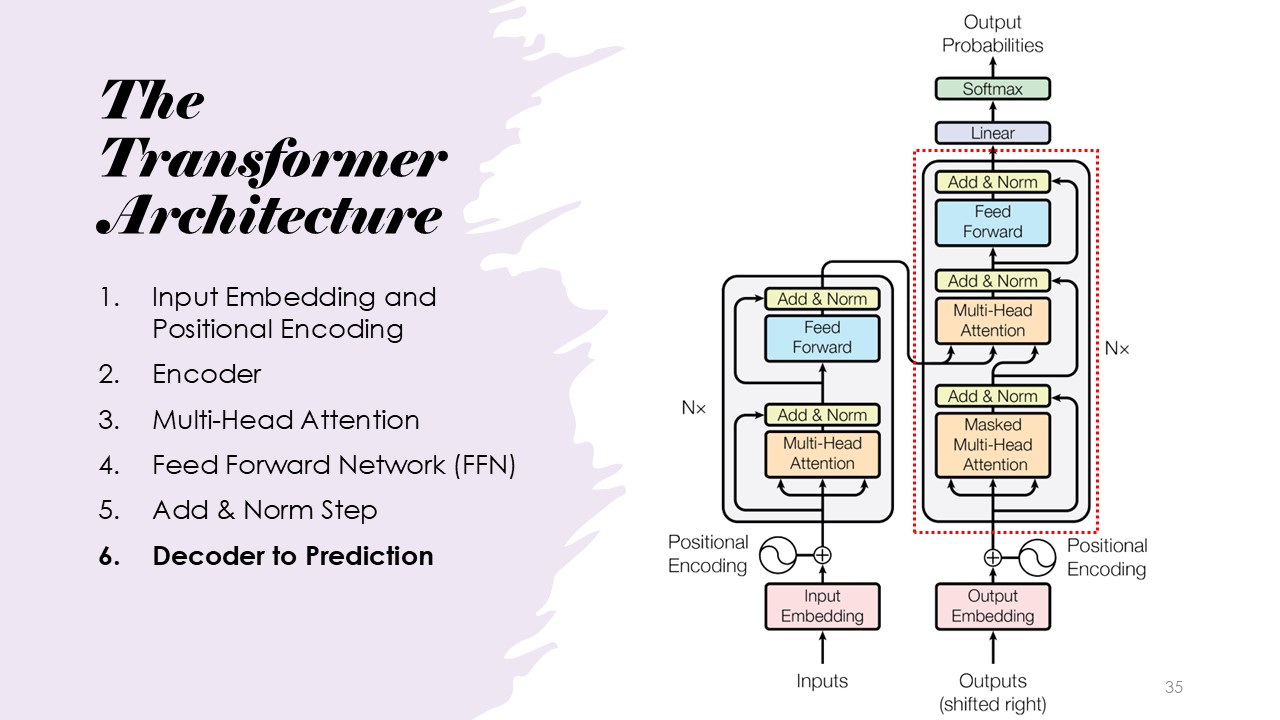 The
Transformer
Architecture
1. Input Embedding and
Positional Encoding
2. Encoder
3. Multi-Head Attention
4. Feed Forward Network (FFN)
5. Add & Norm Step
6. Decoder to Prediction
Output
Probabilities
Softmax
Linear
Add & Norm
Feed
Forward
Add & Norm
Multi-Head
Attention
Nx
Add & Norm
Masked
Multi-Head
Attention
Add & Norm
Feed
Forward
Nx
Add & Norm
Multi-Head
Attention
Positional
Encoding
Positional
Encoding
Input
Embedding
Output
Embedding
Inputs
Outputs
(shifted right)
35